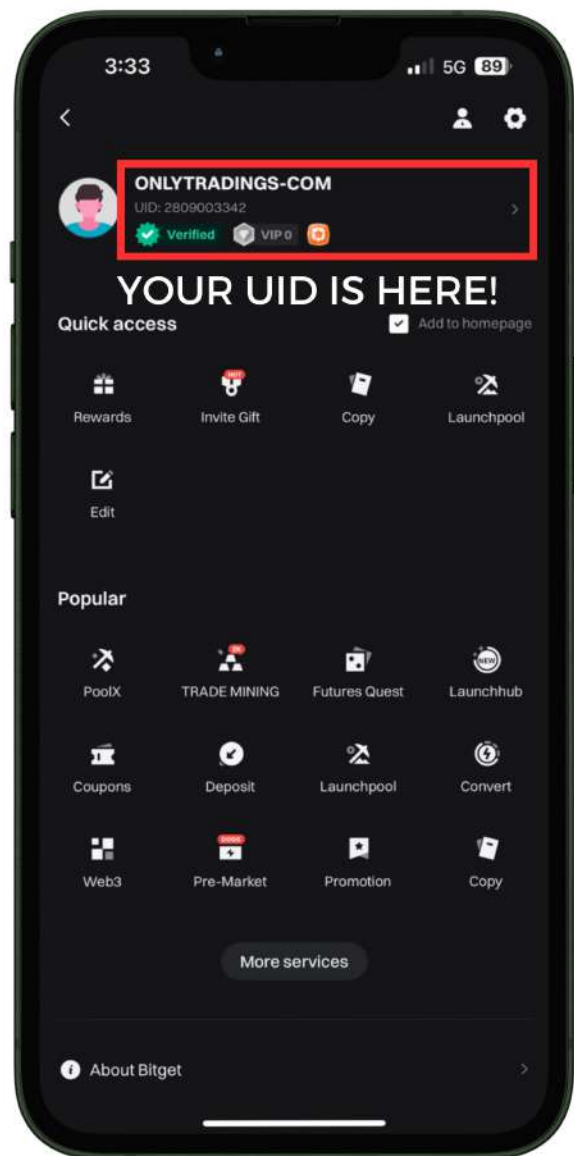 3:33 5G 89
ONLYTRADINGS-COM
UID: 2809003342
Verified VIP 0
YOUR UID IS HERE!
Quick access Add to homepage
HOT
Rewards Invite Gift Copy Launchpool
Edit
Popular
NEW
PoolX TRADE MINING Futures Quest Launchhub
Coupons Deposit Launchpool Convert
DOGS
Web3 Pre-Market Promotion Copy
More services
About Bitget